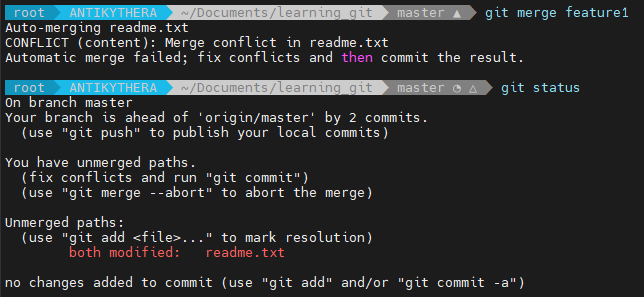 root ANTIKYTHERA ~/Documents/learning_git master ▲ git merge feature1
Auto-merging readme.txt
CONFLICT (content): Merge conflict in readme.txt
Automatic merge failed; fix conflicts and then commit the result.
root ANTIKYTHERA ~/Documents/learning_git master ◔ △ git status
On branch master
Your branch is ahead of 'origin/master' by 2 commits.
(use "git push" to publish your local commits)
You have unmerged paths.
(fix conflicts and run "git commit")
(use "git merge --abort" to abort the merge)
Unmerged paths:
(use "git add <file>..." to mark resolution)
both modified: readme.txt
no changes added to commit (use "git add" and/or "git commit -a")